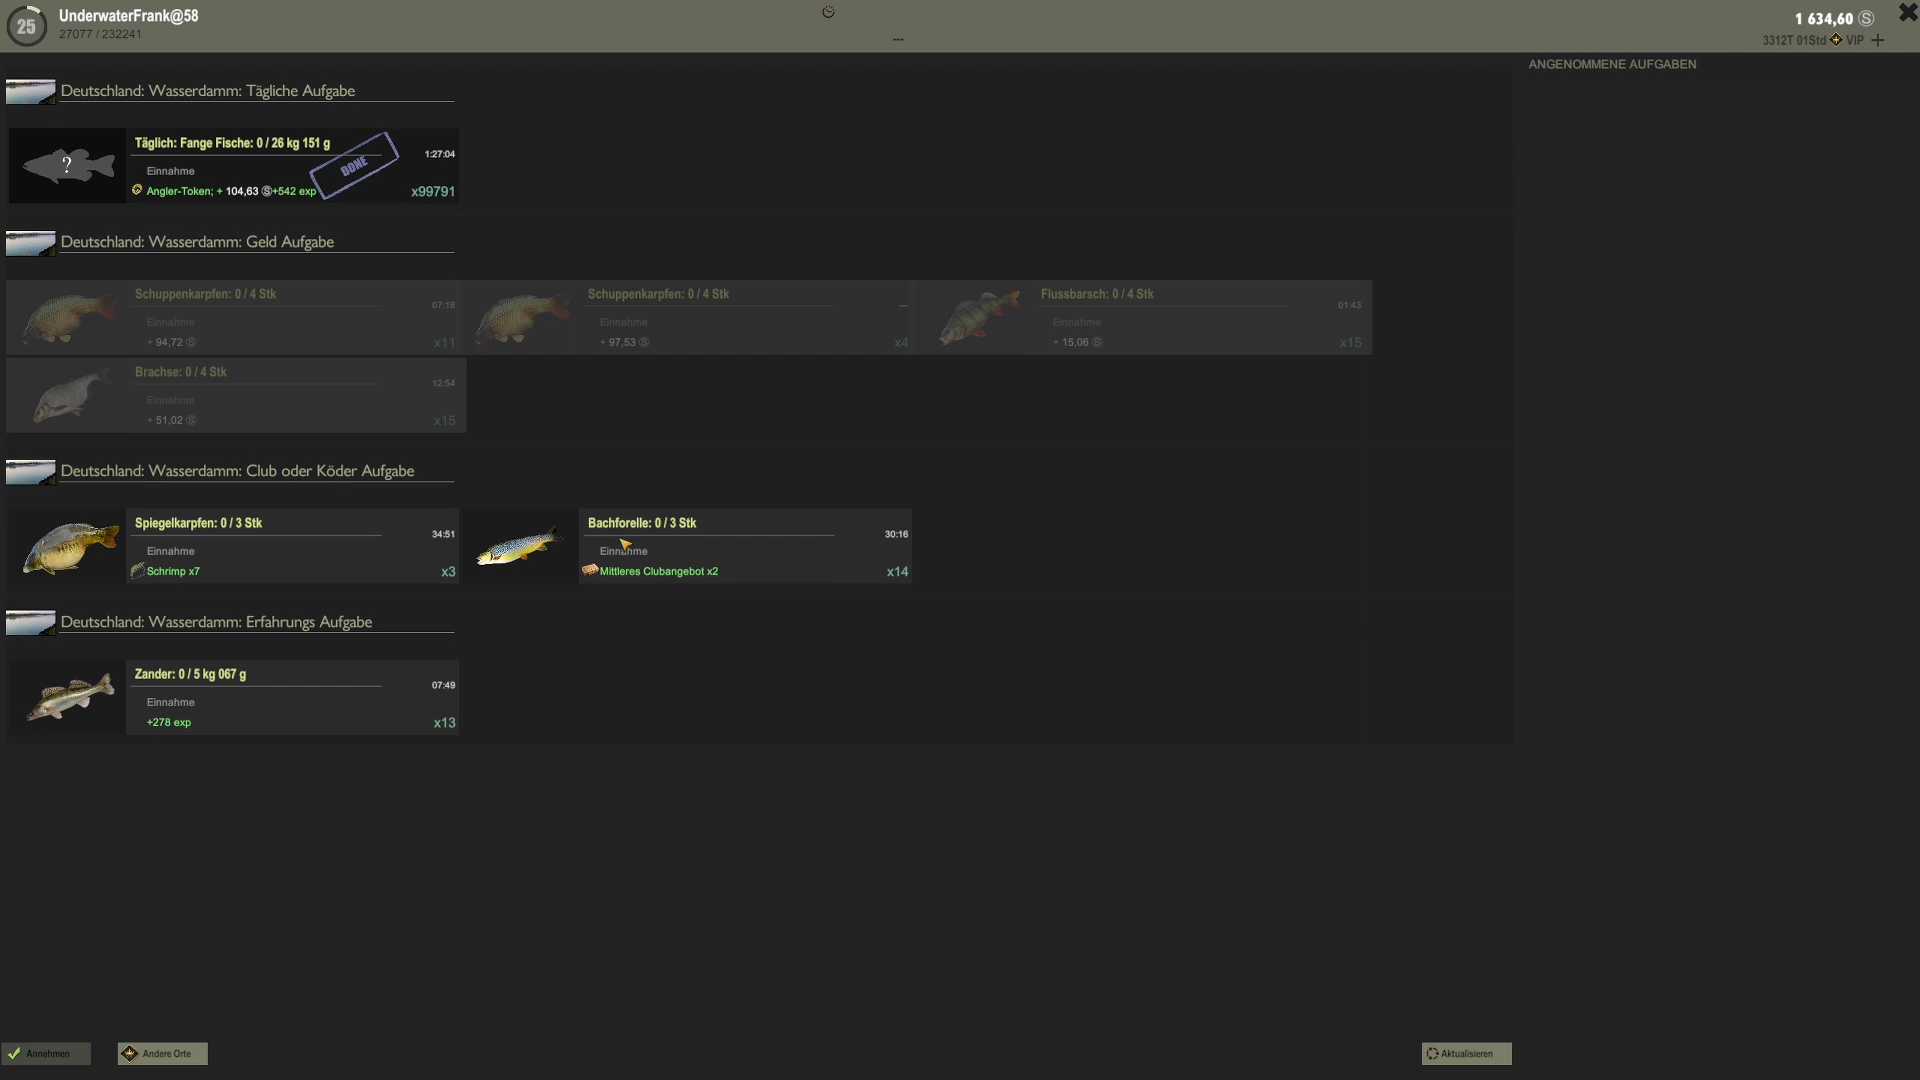 25
UnderwaterFrank@58
27077 / 232241
---
1 634,60 S
3312T 01Std VIP +
ANGENOMMENE AUFGABEN
Deutschland: Wasserdamm: Tägliche Aufgabe
?
Täglich: Fange Fische: 0 / 26 kg 151 g
1:27:04
Einnahme
DONE
Angler-Token; + 104,63 S+542 exp
x99791
Deutschland: Wasserdamm: Geld Aufgabe
Schuppenkarpfen: 0 / 4 Stk
07:18
Einnahme
+ 94,72 S
x11
Schuppenkarpfen: 0 / 4 Stk
--
Einnahme
+ 97,53 S
x4
Flussbarsch: 0 / 4 Stk
01:43
Einnahme
+ 15,06 S
x15
Brachse: 0 / 4 Stk
12:54
Einnahme
+ 51,02 S
x15
Deutschland: Wasserdamm: Club oder Köder Aufgabe
Spiegelkarpfen: 0 / 3 Stk
34:51
Einnahme
Schrimp x7
x3
Bachforelle: 0 / 3 Stk
30:16
Einnahme
Mittleres Clubangebot x2
x14
Deutschland: Wasserdamm: Erfahrungs Aufgabe
Zander: 0 / 5 kg 067 g
07:49
Einnahme
+278 exp
x13
Annehmen
Andere Orte
Aktualisieren